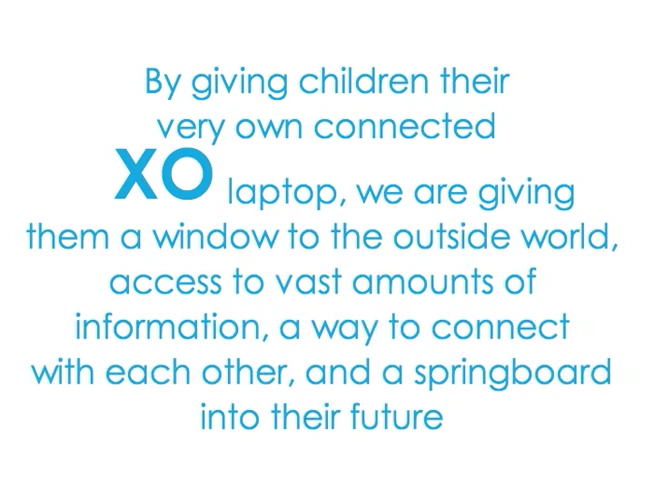 By giving children their
very own connected
XO laptop, we are giving
them a window to the outside world,
access to vast amounts of
information, a way to connect
with each other, and a springboard
into their future